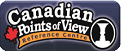 Canadian
Points of View
Reference Centre